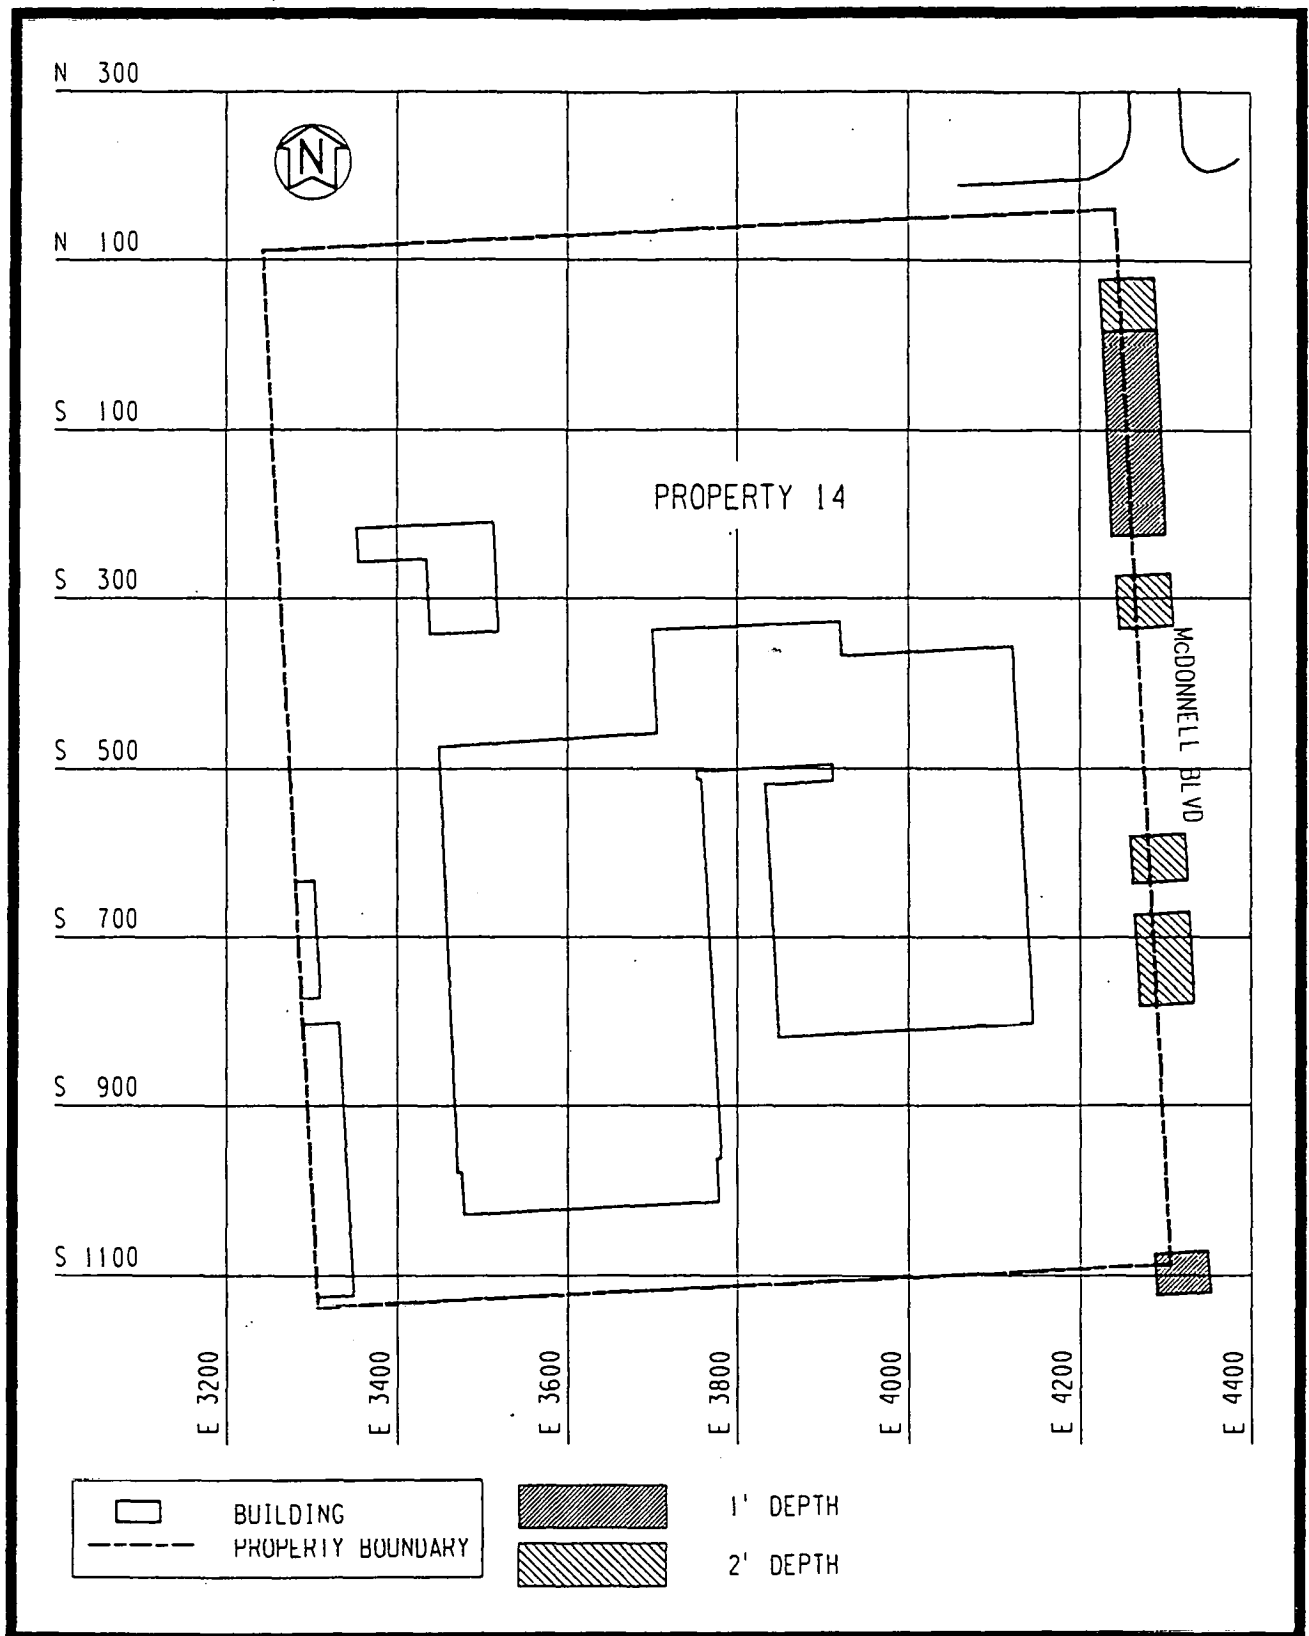 N 300
N
N 100
S 100
PROPERTY 14
S 300
McDONNELL BLVD
S 500
S 700
S 900
S 1100
E 3200
E 3400
E 3600
E 3800
E 4000
E 4200
E 4400
BUILDING
PROPERTY BOUNDARY
1' DEPTH
2' DEPTH